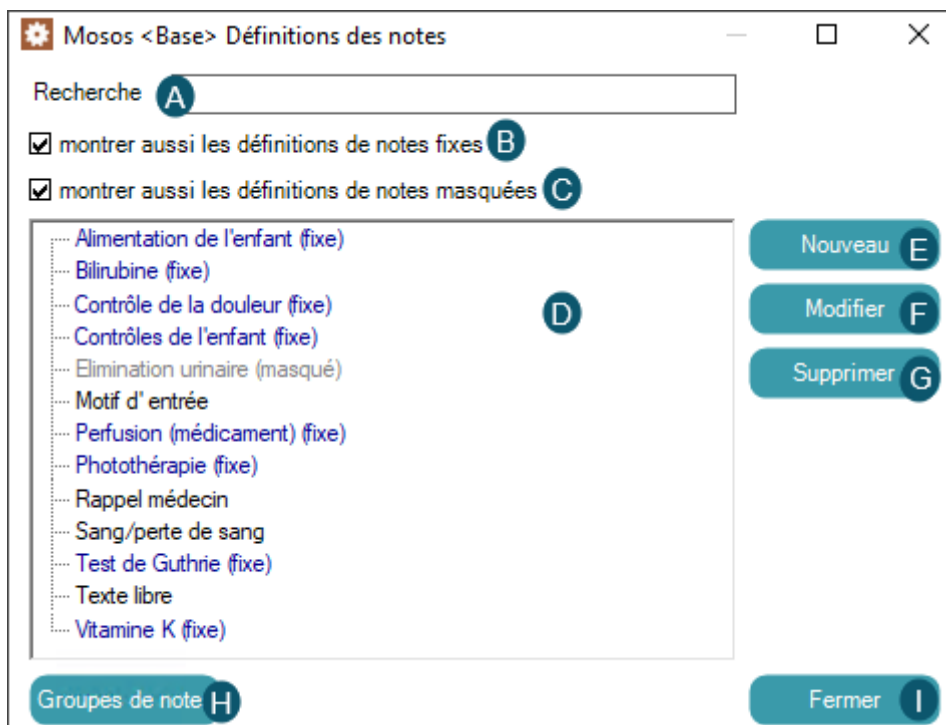 Mosos <Base> Définitions des notes
Recherche A
montrer aussi les définitions de notes fixes B
montrer aussi les définitions de notes masquées C
Alimentation de l'enfant (fixe)
Bilirubine (fixe)
Contrôle de la douleur (fixe)
Contrôles de l'enfant (fixe)
Elimination urinaire (masqué)
Motif d' entrée
Perfusion (médicament) (fixe)
Photothérapie (fixe)
Rappel médecin
Sang/perte de sang
Test de Guthrie (fixe)
Texte libre
Vitamine K (fixe)
D
Nouveau E
Modifier F
Supprimer G
Groupes de note H
Fermer I